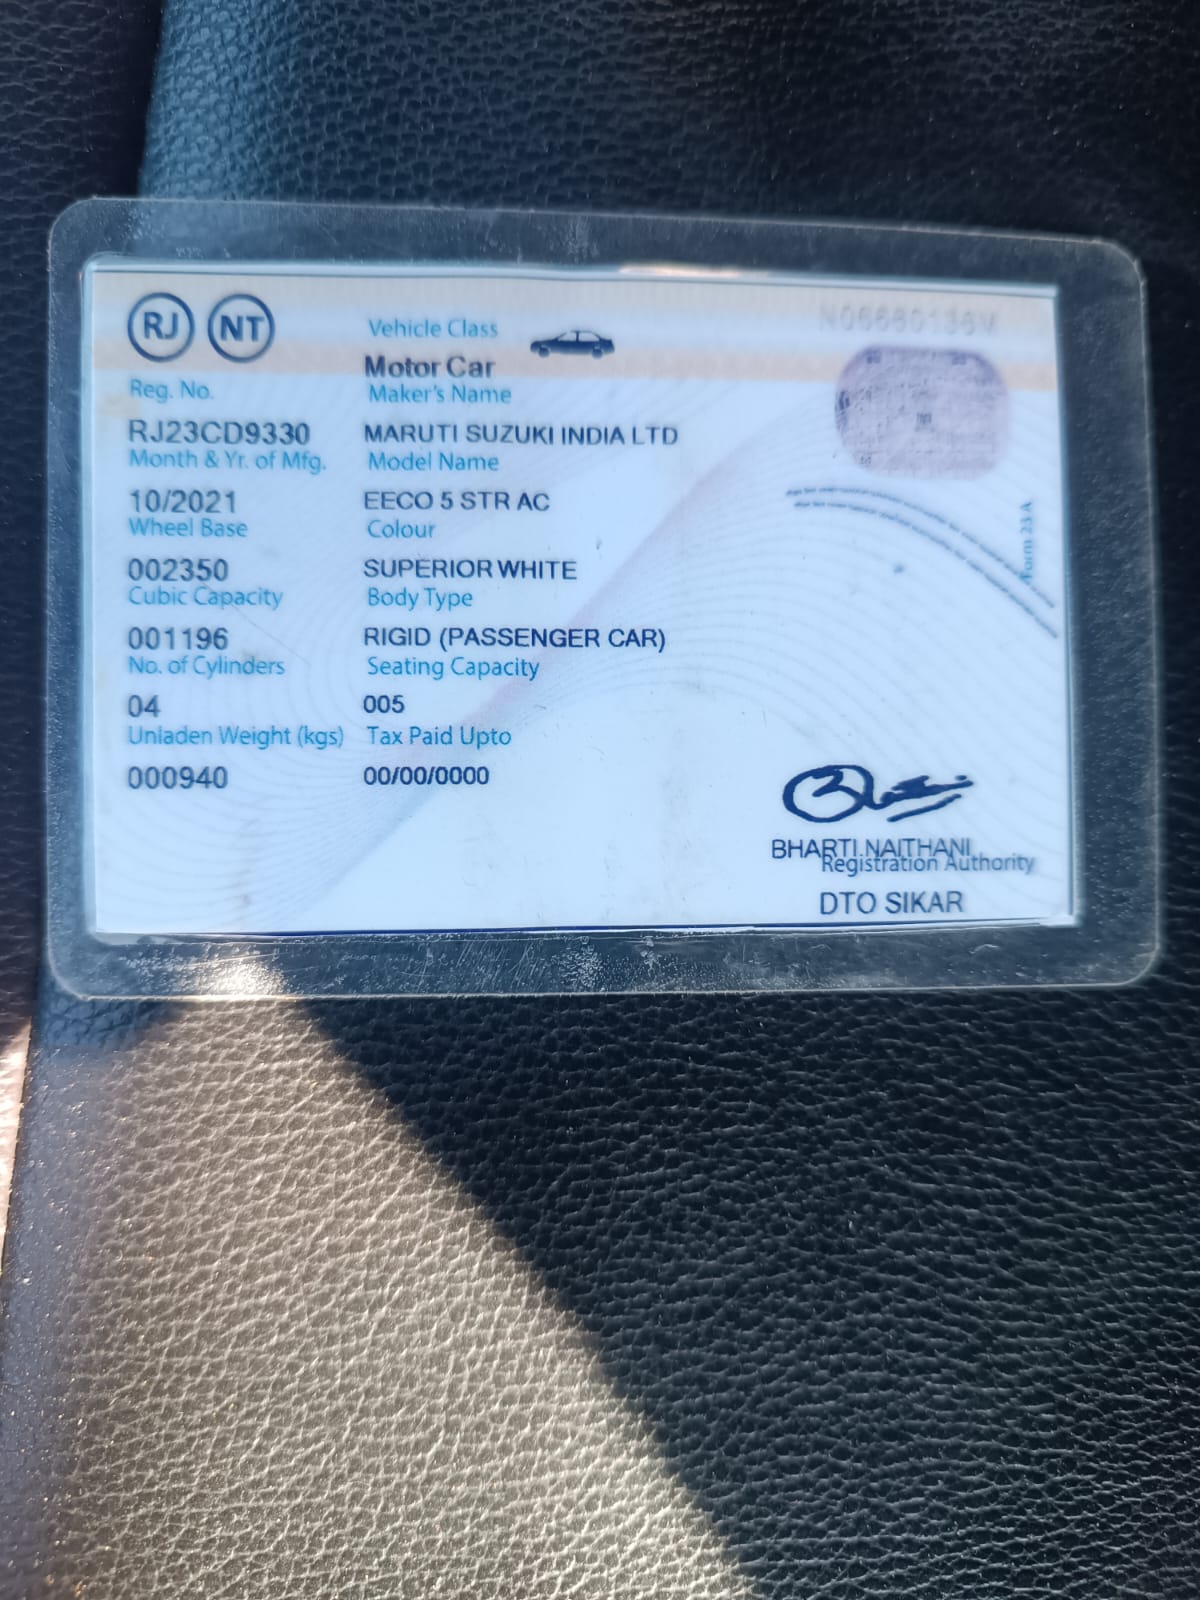 RJ NT
Vehicle Class
Motor Car
Reg. No.
Maker's Name
RJ23CD9330
MARUTI SUZUKI INDIA LTD
Month & Yr. of Mfg.
Model Name
10/2021
EECO 5 STR AC
Wheel Base
Colour
002350
SUPERIOR WHITE
Cubic Capacity
Body Type
001196
RIGID (PASSENGER CAR)
No. of Cylinders
Seating Capacity
04
005
Unladen Weight (kgs)
Tax Paid Upto
000940
00/00/0000
Form 23A
BHARTI NAITHANI
Registration Authority
DTO SIKAR